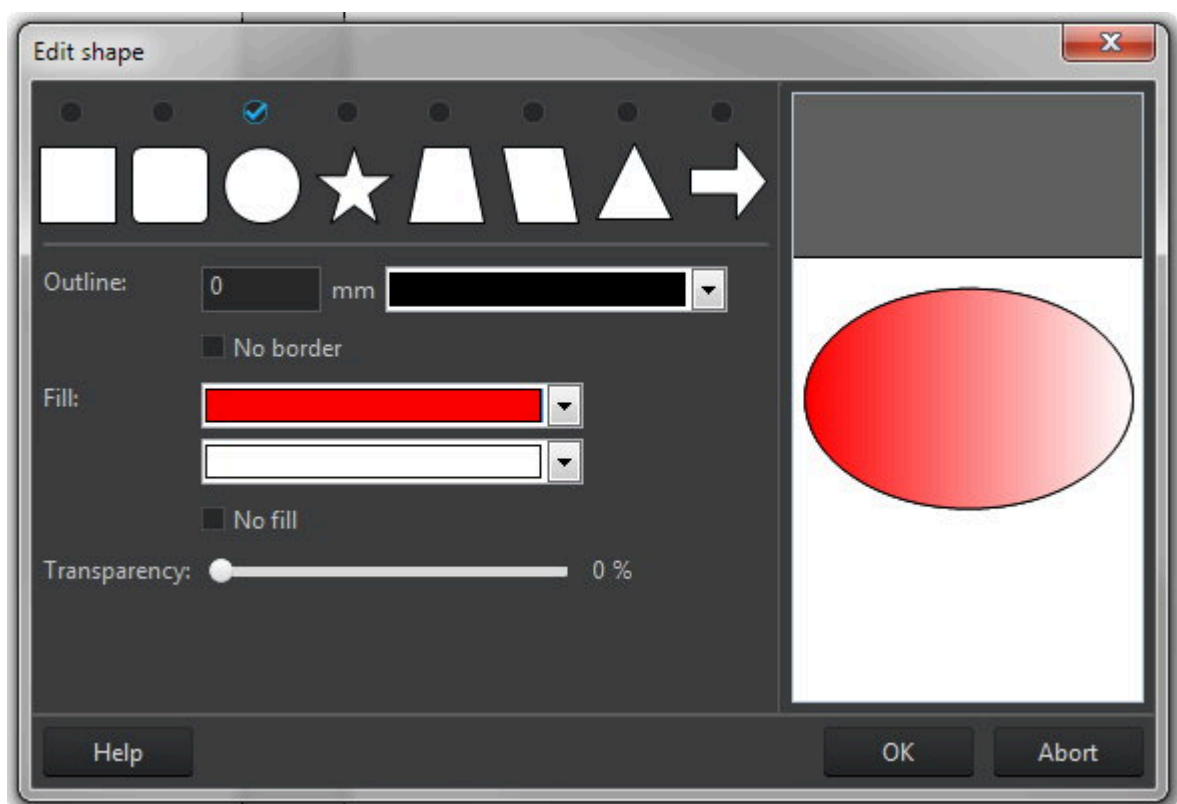 Edit shape
Outline: 0 mm
No border
Fill:
No fill
Transparency: 0 %
Help OK Abort